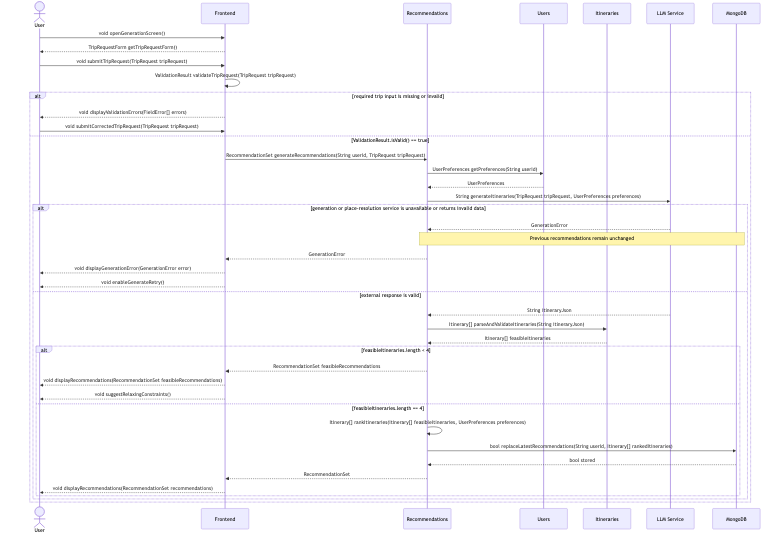 User
Frontend
Recommendations
Users
Itineraries
LLM Service
MongoDB
void openGenerationScreen()
TripRequestForm getTripRequestForm()
void submitTripRequest(TripRequest tripRequest)
ValidationResult validateTripRequest(TripRequest tripRequest)
alt
[required trip input is missing or invalid]
void displayValidationErrors(FieldError[] errors)
void submitCorrectedTripRequest(TripRequest tripRequest)
[ValidationResult.isValid() == true]
RecommendationSet generateRecommendations(String userId, TripRequest tripRequest)
UserPreferences getPreferences(String userId)
UserPreferences
String generateItineraries(TripRequest tripRequest, UserPreferences preferences)
alt
[generation or place-resolution service is unavailable or returns invalid data]
GenerationError
Previous recommendations remain unchanged
GenerationError
void displayGenerationError(GenerationError error)
void enableGenerateRetry()
[external response is valid]
String itineraryJson
Itinerary[] parseAndValidateItineraries(String itineraryJson)
Itinerary[] feasibleItineraries
alt
[feasibleItineraries.length < 4]
RecommendationSet feasibleRecommendations
void displayRecommendations(RecommendationSet feasibleRecommendations)
void suggestRelaxingConstraints()
[feasibleItineraries.length == 4]
Itinerary[] rankItineraries(Itinerary[] feasibleItineraries, UserPreferences preferences)
bool replaceLatestRecommendations(String userId, Itinerary[] rankedItineraries)
bool stored
RecommendationSet
void displayRecommendations(RecommendationSet recommendations)
User
Frontend
Recommendations
Users
Itineraries
LLM Service
MongoDB